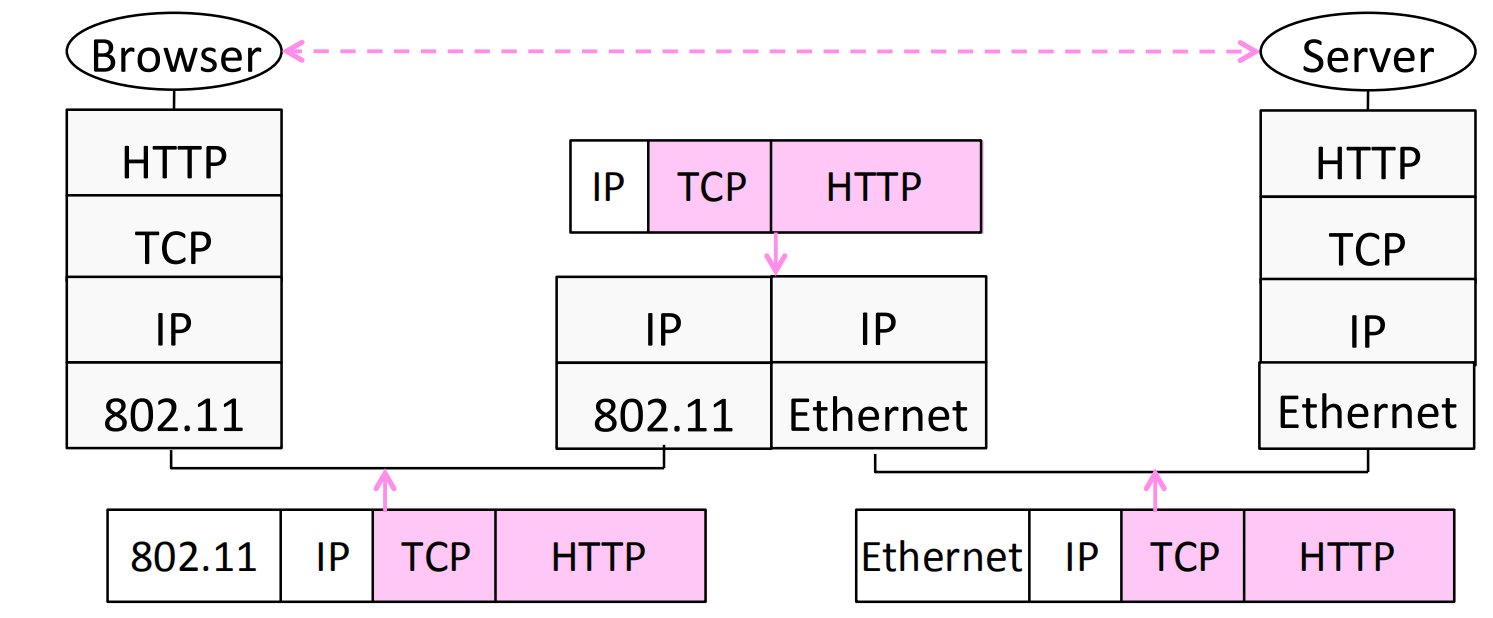 Browser
Server
HTTP
TCP
IP
802.11
IP TCP HTTP
IP IP
802.11 Ethernet
HTTP
TCP
IP
Ethernet
802.11 IP TCP HTTP
Ethernet IP TCP HTTP